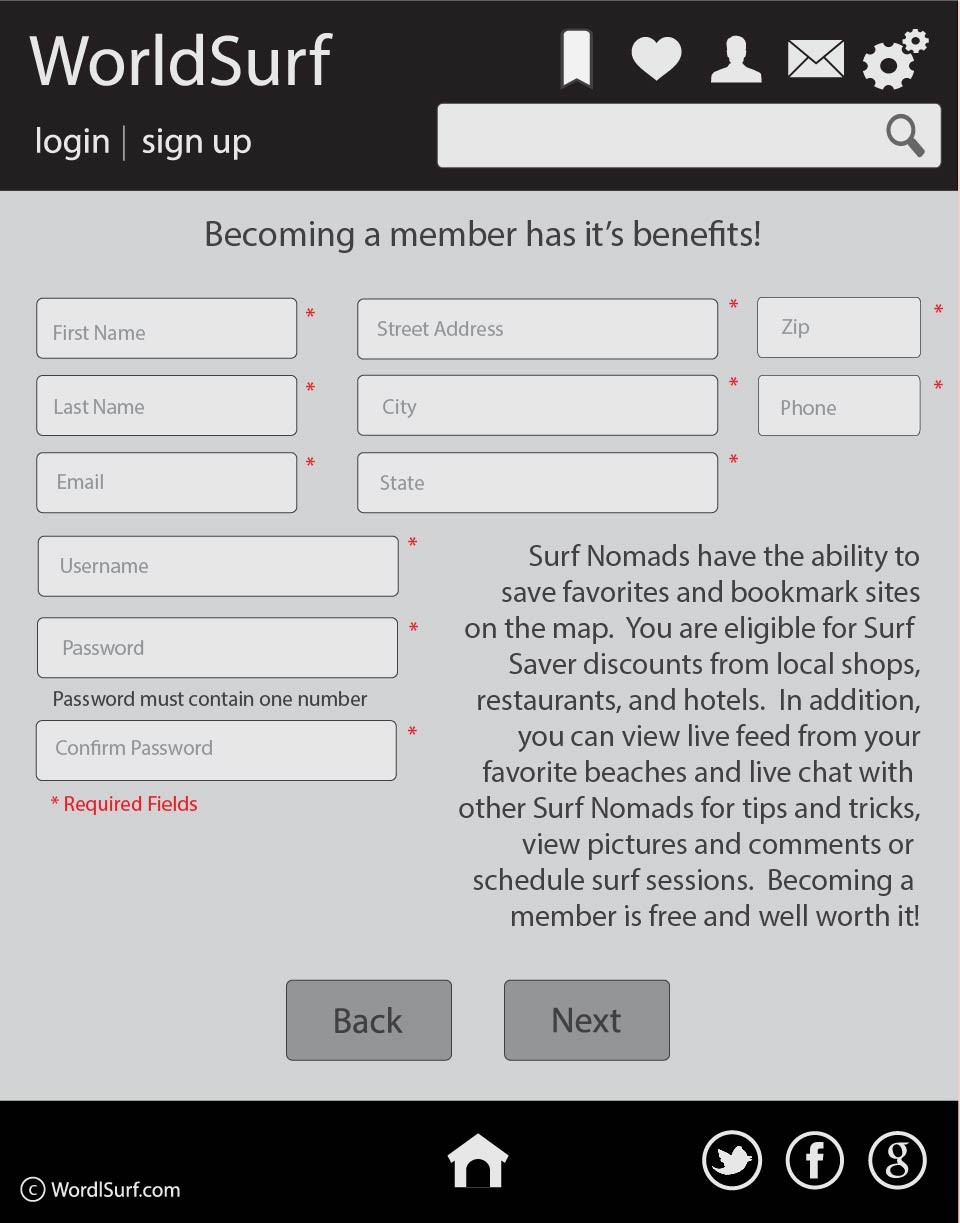 WorldSurf
login | sign up
Becoming a member has it’s benefits!
First Name *
Street Address *
Zip *
Last Name *
City *
Phone *
Email *
State *
Username *
Password *
Password must contain one number
Confirm Password *
* Required Fields
Surf Nomads have the ability to
save favorites and bookmark sites
on the map.  You are eligible for Surf
Saver discounts from local shops,
restaurants, and hotels.  In addition,
you can view live feed from your
favorite beaches and live chat with
other Surf Nomads for tips and tricks,
view pictures and comments or
schedule surf sessions.  Becoming a
member is free and well worth it!
Back
Next
© WordlSurf.com
f
g